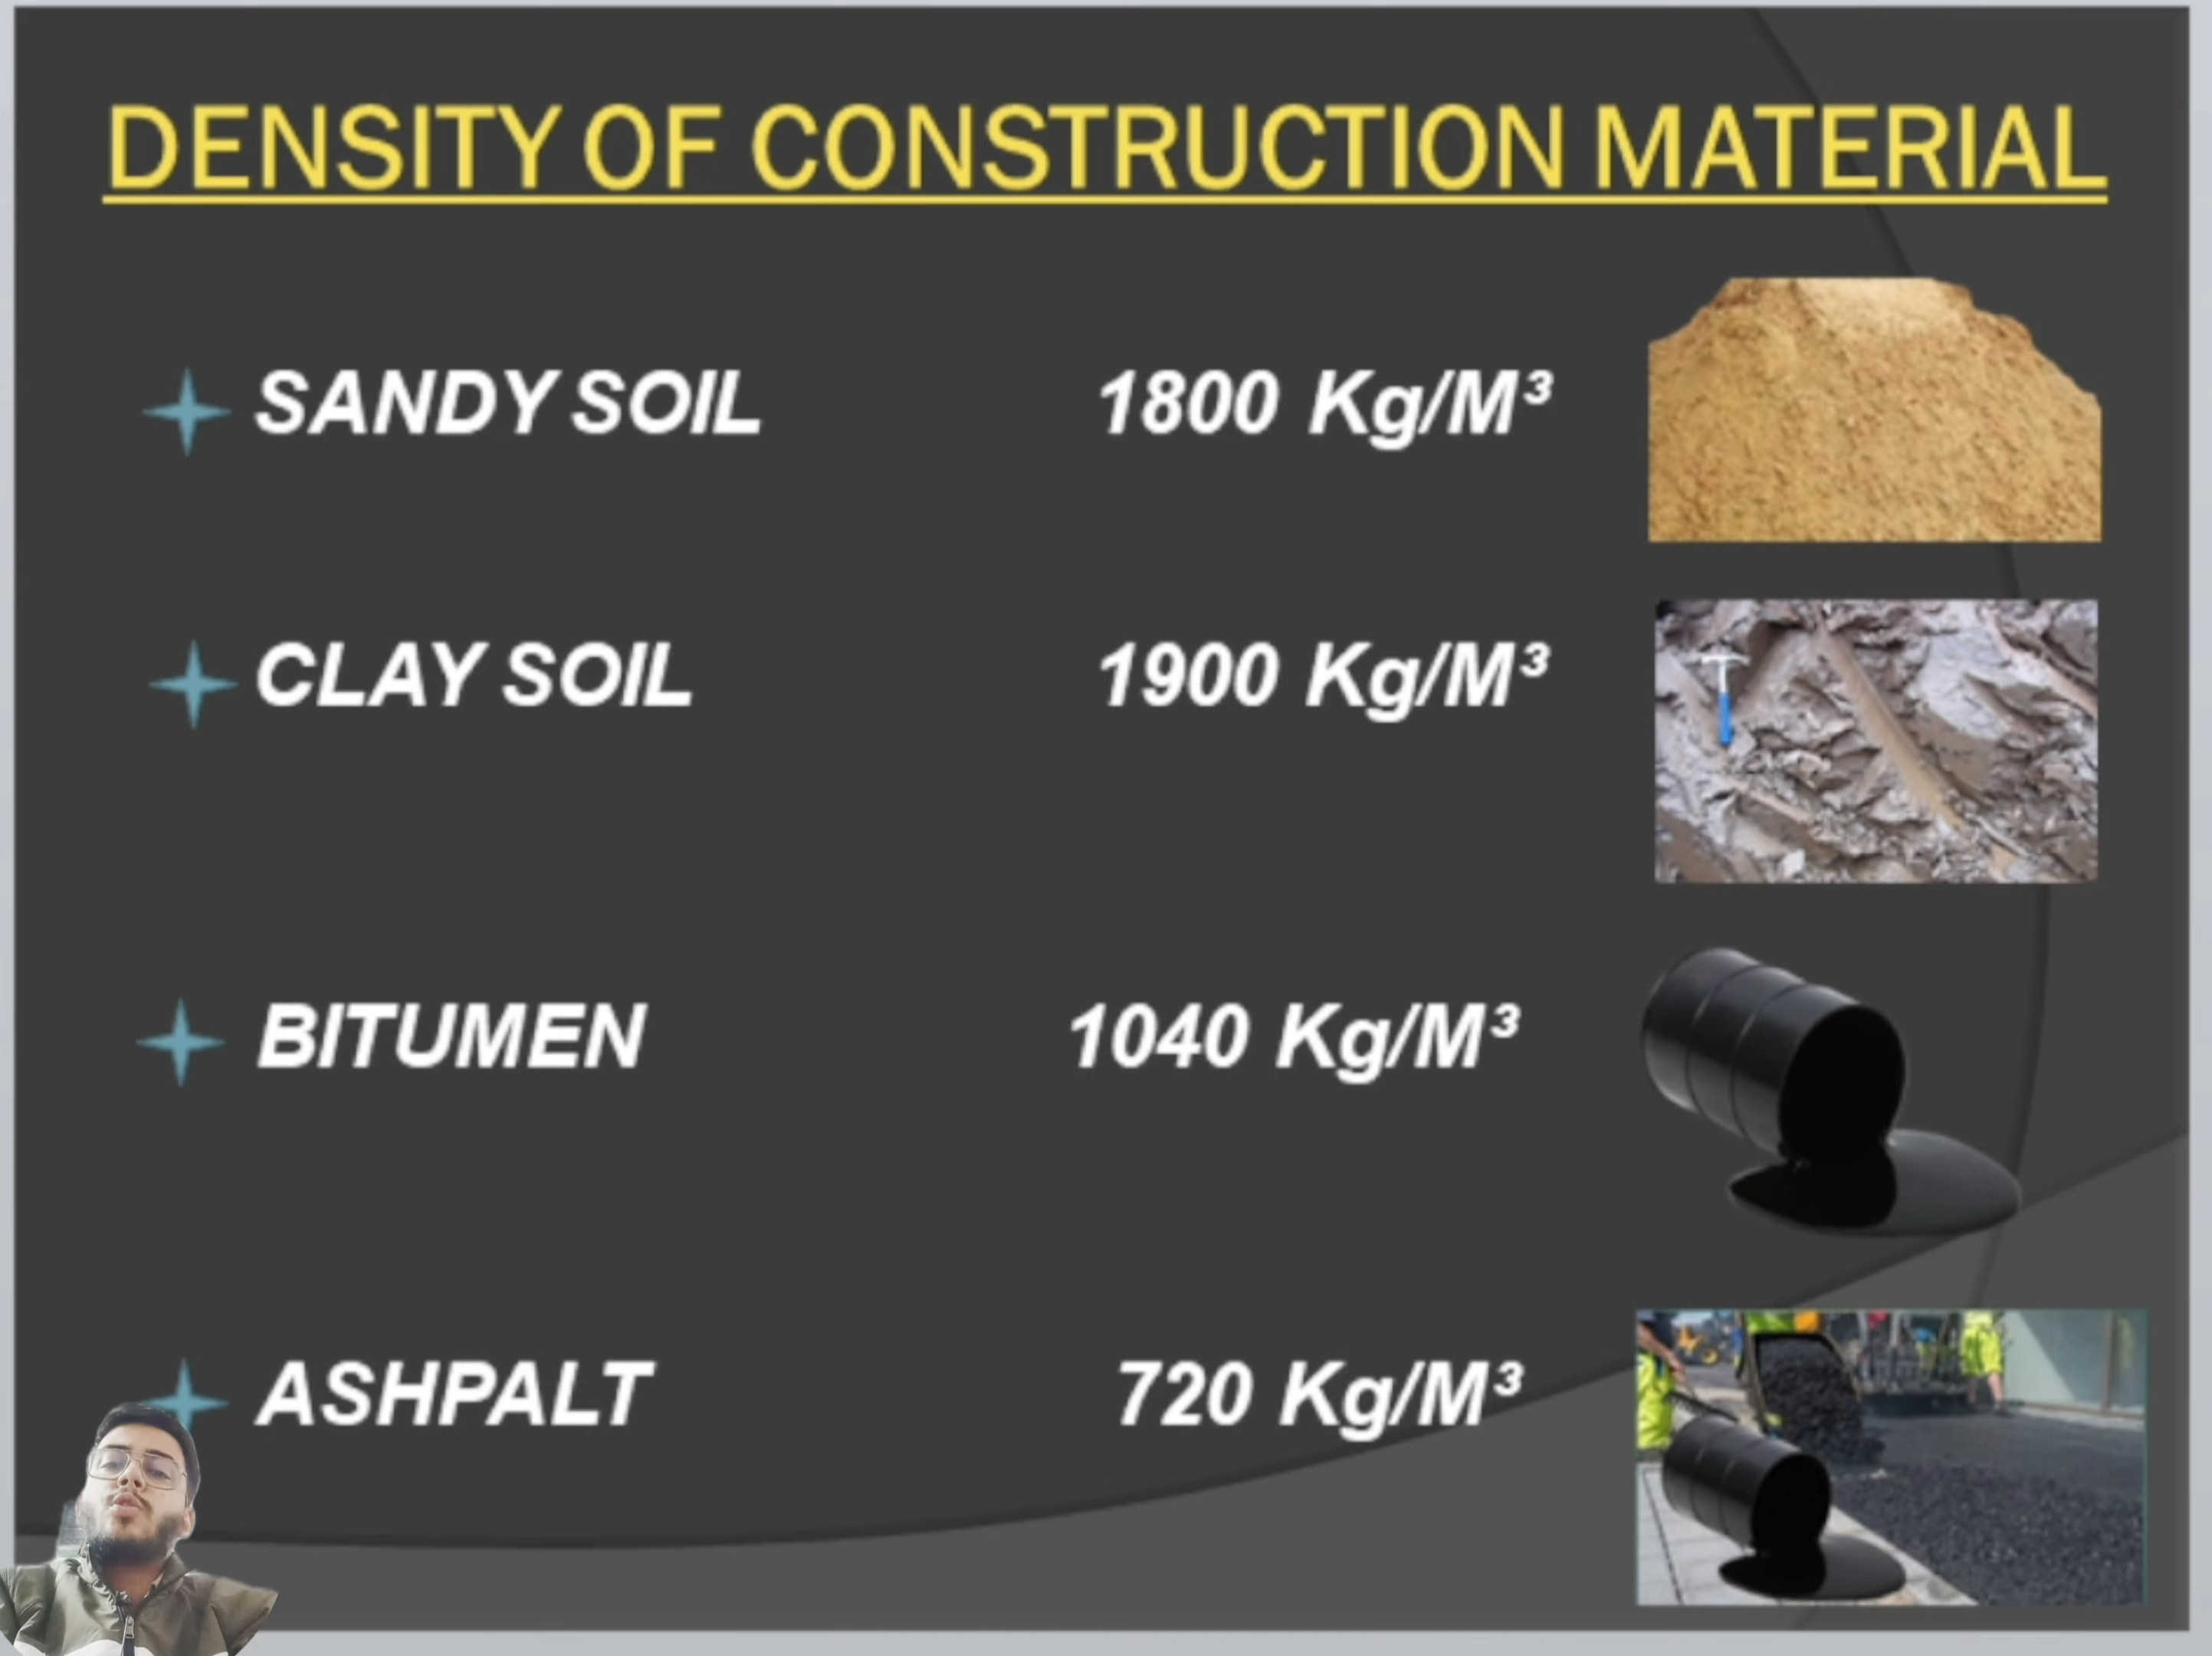 DENSITY OF CONSTRUCTION MATERIAL
SANDY SOIL 1800 Kg/M³
CLAY SOIL 1900 Kg/M³
BITUMEN 1040 Kg/M³
ASHPALT 720 Kg/M³